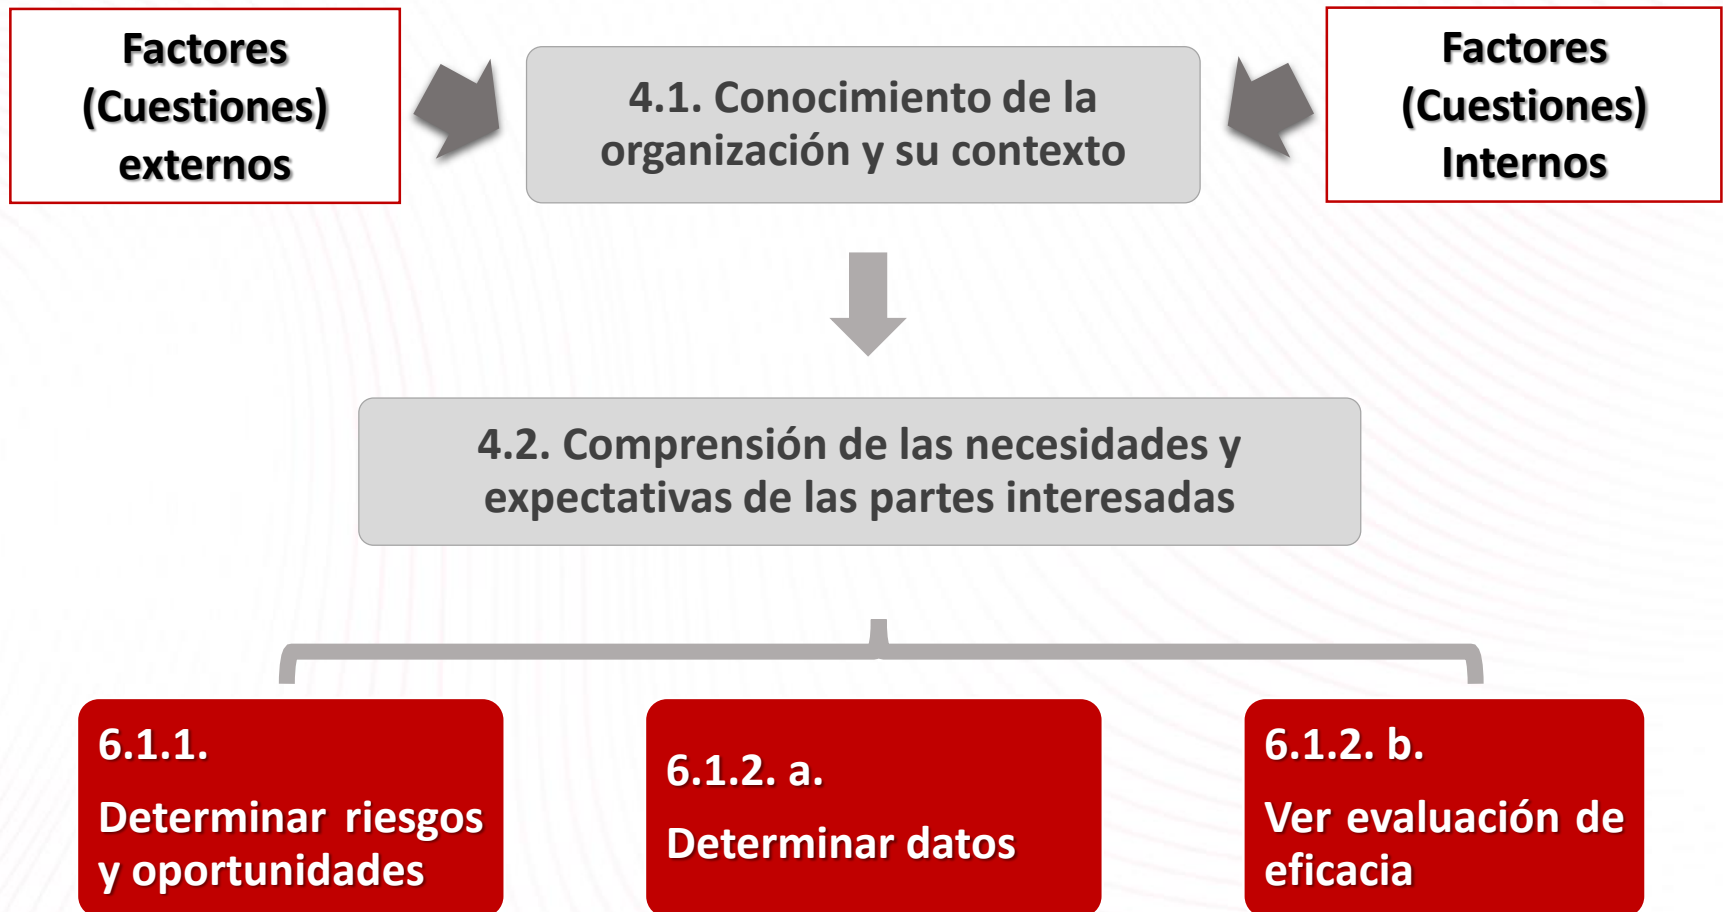 Factores
(Cuestiones)
externos
4.1. Conocimiento de la
organización y su contexto
Factores
(Cuestiones)
Internos
4.2. Comprensión de las necesidades y
expectativas de las partes interesadas
6.1.1.
Determinar riesgos
y oportunidades
6.1.2. a.
Determinar datos
6.1.2. b.
Ver evaluación de
eficacia